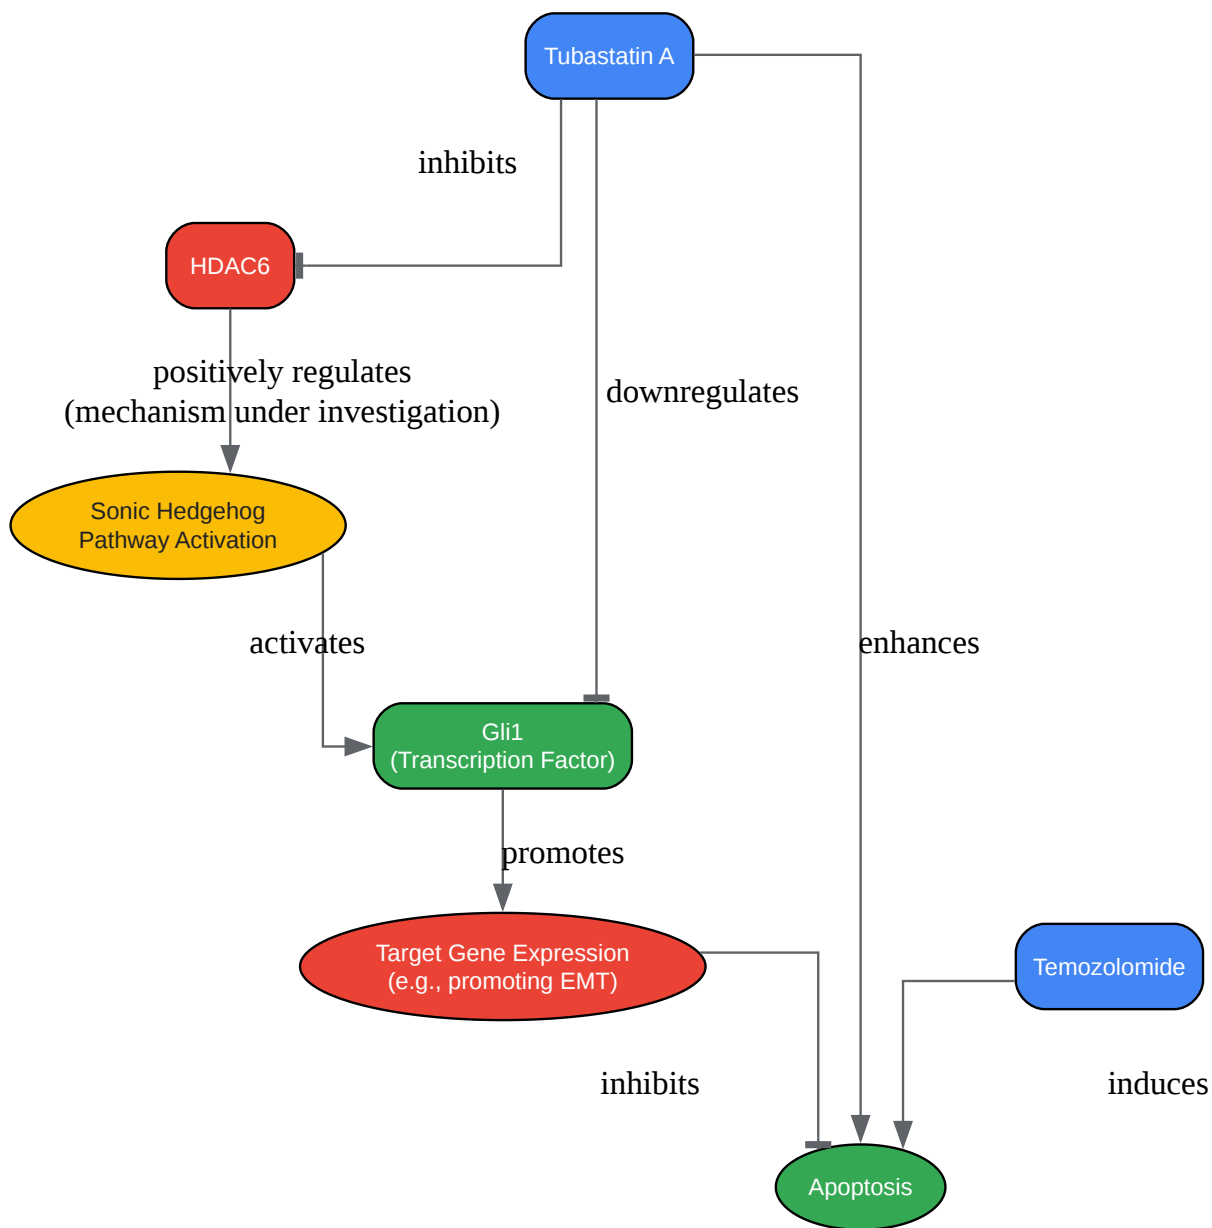 Tubastatin A
inhibits
HDAC6
positively regulates
(mechanism under investigation)
downregulates
Sonic Hedgehog
Pathway Activation
activates
enhances
Gli1
(Transcription Factor)
promotes
Target Gene Expression
(e.g., promoting EMT)
Temozolomide
inhibits
induces
Apoptosis